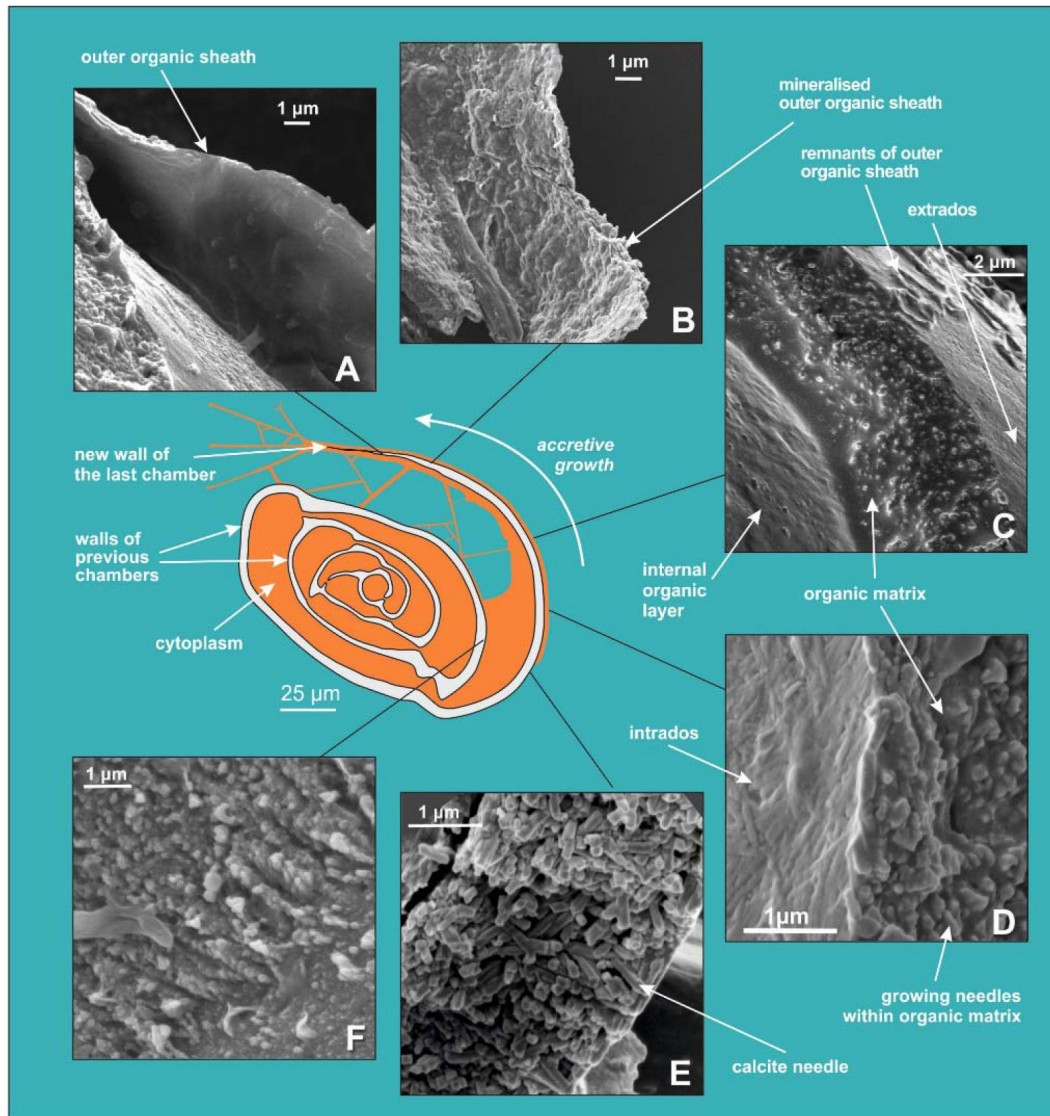 outer organic sheath
1 µm
A
1 µm
B
mineralised
outer organic sheath
remnants of outer
organic sheath
extrados
2 µm
C
new wall of
the last chamber
accretive
growth
walls of
previous
chambers
cytoplasm
25 µm
internal
organic
layer
organic matrix
intrados
1µm
D
growing needles
within organic matrix
1 µm
F
1 µm
E
calcite needle